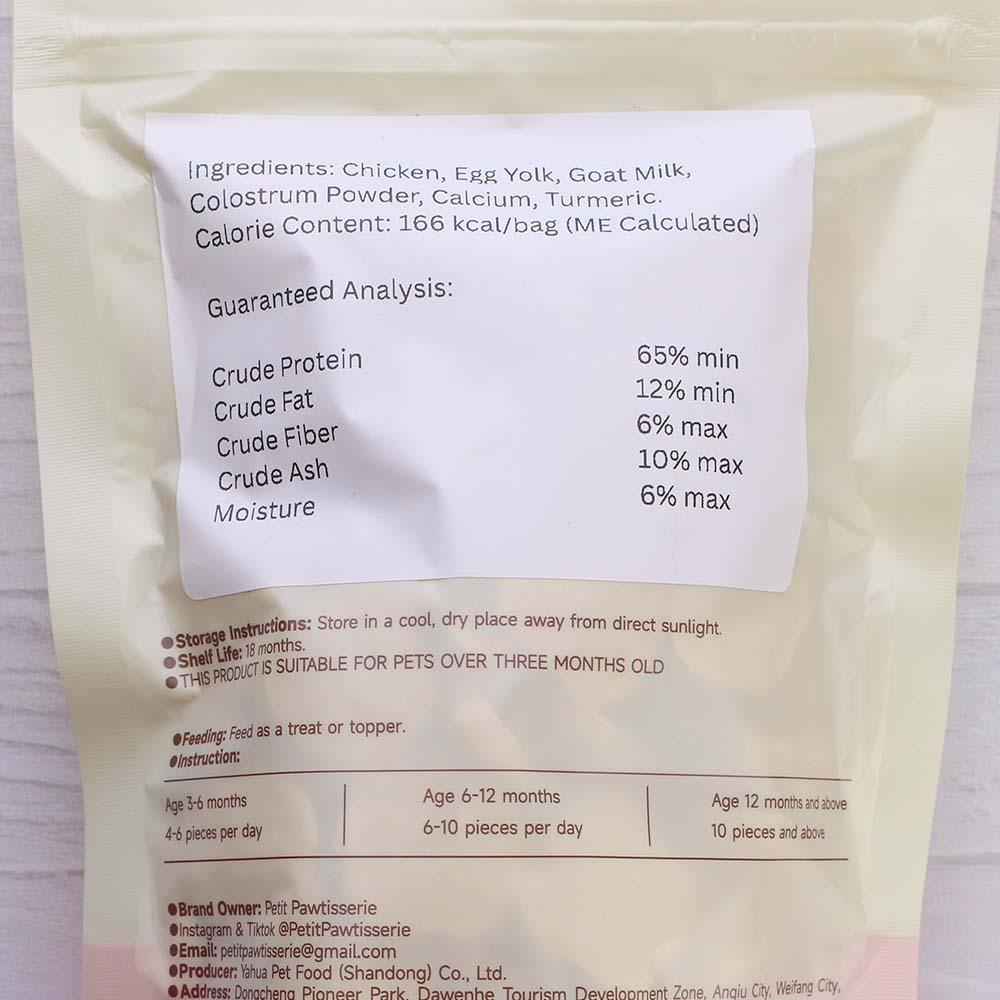 Ingredients: Chicken, Egg Yolk, Goat Milk,
Colostrum Powder, Calcium, Turmeric.
Calorie Content: 166 kcal/bag (ME Calculated)
Guaranteed Analysis:
Crude Protein 65% min
Crude Fat 12% min
Crude Fiber 6% max
Crude Ash 10% max
Moisture 6% max
●Storage Instructions: Store in a cool, dry place away from direct sunlight.
●Shelf Life: 18 months.
●THIS PRODUCT IS SUITABLE FOR PETS OVER THREE MONTHS OLD
●Feeding: Feed as a treat or topper.
●Instruction:
Age 3-6 months Age 6-12 months Age 12 months and above
4-6 pieces per day 6-10 pieces per day 10 pieces and above
●Brand Owner: Petit Pawtisserie
●Instagram & Tiktok @PetitPawtisserie
●Email: petitpawtisserie@gmail.com
●Producer: Yahua Pet Food (Shandong) Co., Ltd.
●Address: Dongcheng Pioneer Park, Dawenhe Tourism Development Zone, Anqiu City, Weifang City,